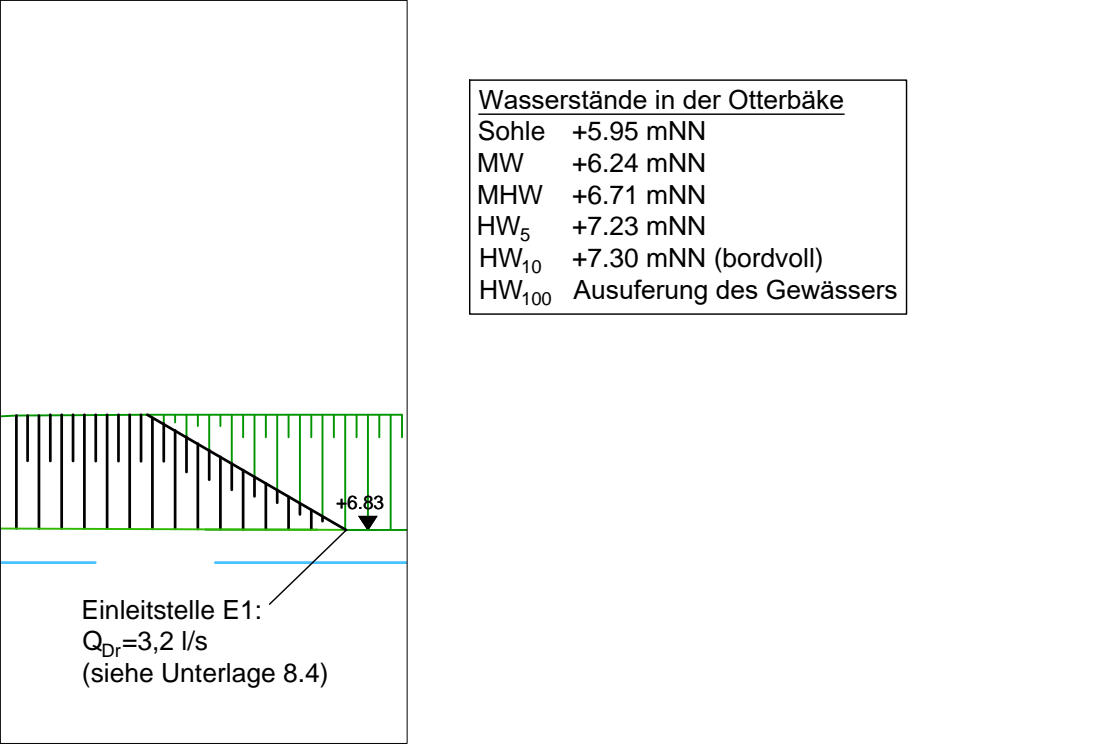 Wasserstände in der Otterbäke
Sohle +5.95 mNN
MW +6.24 mNN
MHW +6.71 mNN
HW5 +7.23 mNN
HW10 +7.30 mNN (bordvoll)
HW100 Ausuferung des Gewässers
+6.83
Einleitstelle E1:
QDr=3,2 l/s
(siehe Unterlage 8.4)